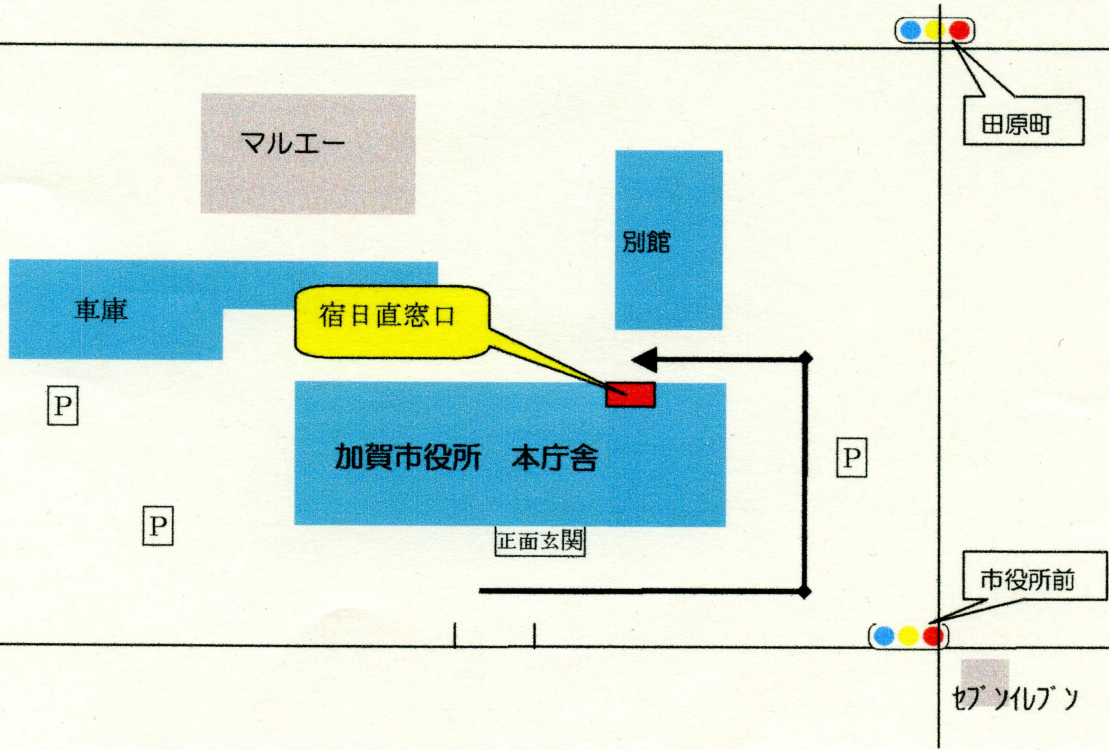 田原町
マルエー
別館
車庫
宿日直窓口
P
加賀市役所　本庁舎
P
P
正面玄関
市役所前
ｾﾌﾞﾝｲﾚﾌﾞﾝ